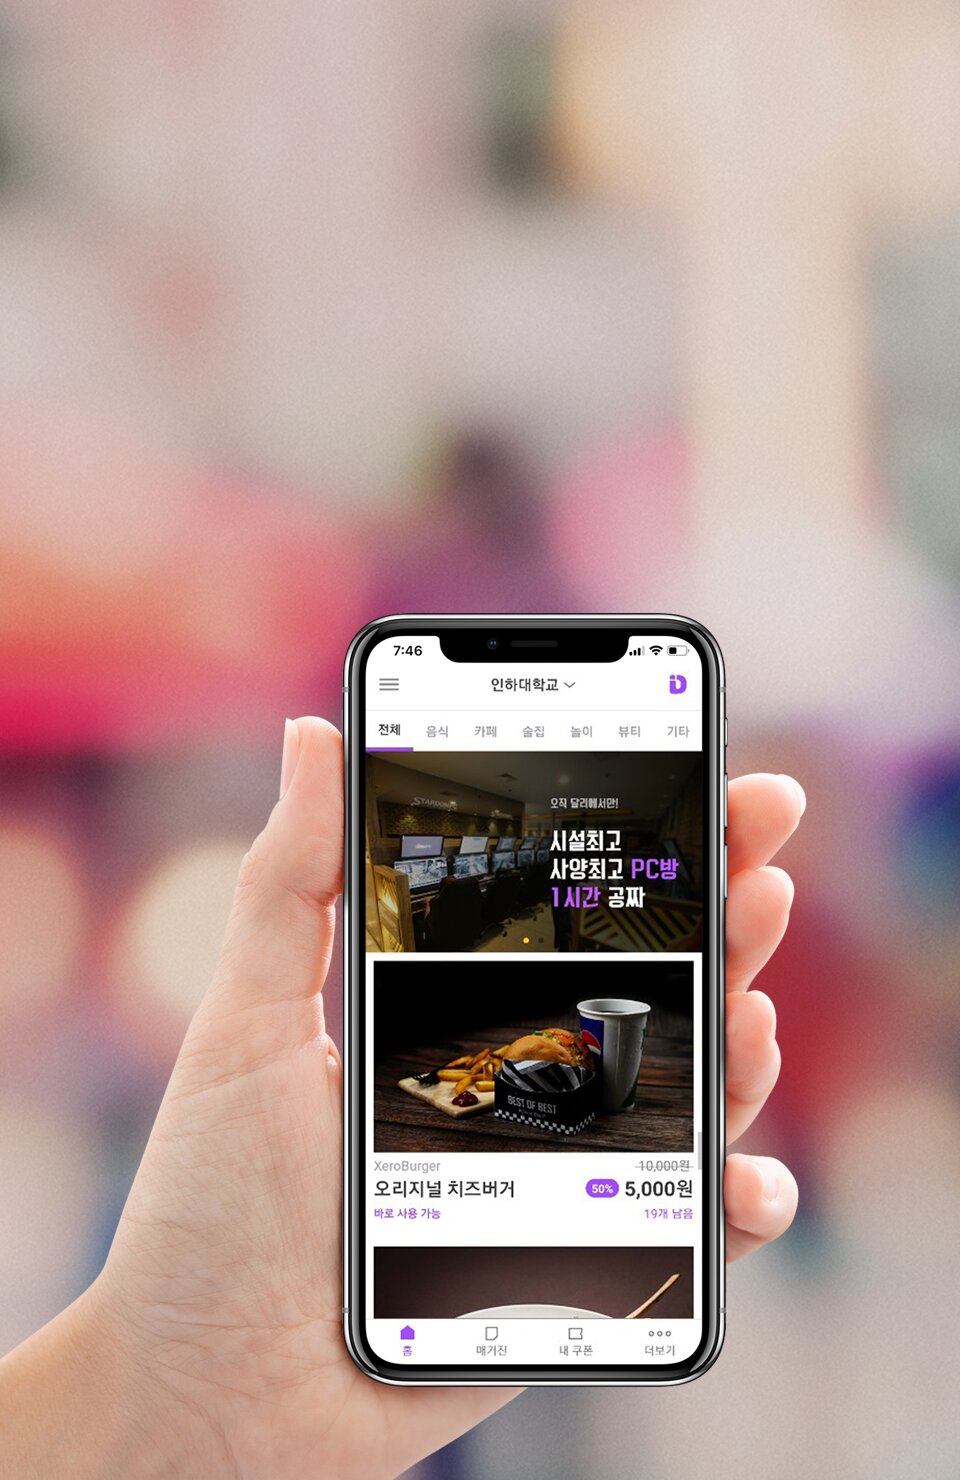 7:46
인하대학교
전체 음식 카페 술집 놀이 뷰티 기타
STARDOM
오직 달리에서만!
시설최고
사양최고 PC방
1시간 공짜
BEST OF BEST
XeroBurger 10,000원
오리지널 치즈버거 50% 5,000원
바로 사용 가능 19개 남음
홈 매거진 내 쿠폰 더보기